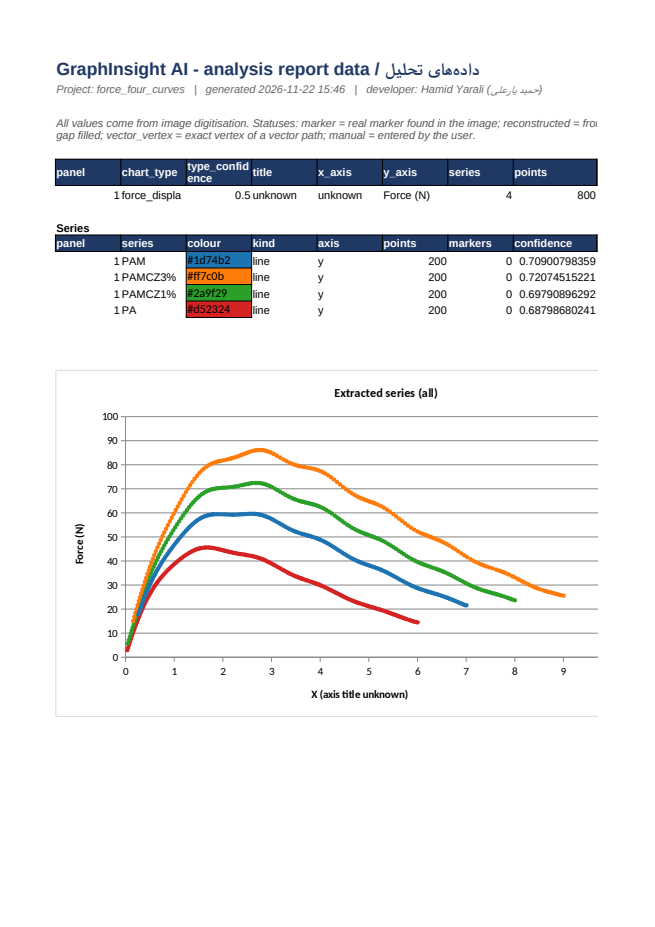 GraphInsight AI - analysis report data / داده‌های تحلیل
Project: force_four_curves | generated 2026-11-22 15:46 | developer: Hamid Yarali (حمید یارعلی)
All values come from image digitisation. Statuses: marker = real marker found in the image; reconstructed = 
gap filled; vector_vertex = exact vertex of a vector path; manual = entered by the user.
panel chart_type type_confidence title x_axis y_axis series points
1 force_displa 0.5 unknown unknown Force (N) 4 800
Series
panel series colour kind axis points markers confidence
1 PAM #1d74b2 line y 200 0 0.70900798359
1 PAMCZ3% #ff7c0b line y 200 0 0.72074515221
1 PAMCZ1% #2a9f29 line y 200 0 0.69790896292
1 PA #d52324 line y 200 0 0.68798680241
Extracted series (all)
100
90
80
70
60
50
40
30
20
10
0
Force (N)
0 1 2 3 4 5 6 7 8 9
X (axis title unknown)